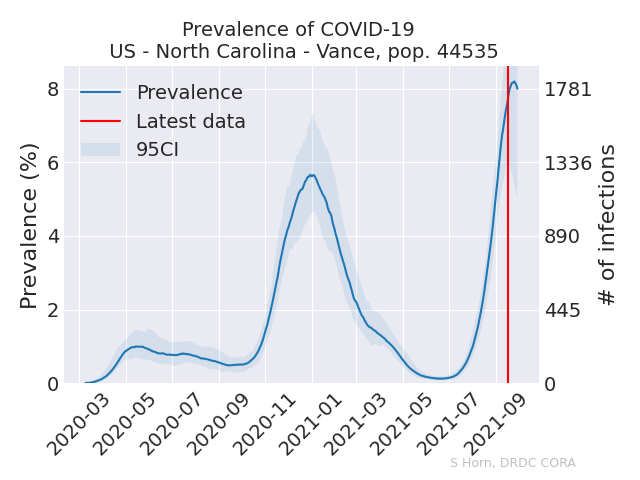 Prevalence of COVID-19
US - North Carolina - Vance, pop. 44535
Prevalence
Latest data
95CI
Prevalence (%)
8
6
4
2
0
1781
1336
890
445
0
# of infections
2020-03
2020-05
2020-07
2020-09
2020-11
2021-01
2021-03
2021-05
2021-07
2021-09
S Horn, DRDC CORA